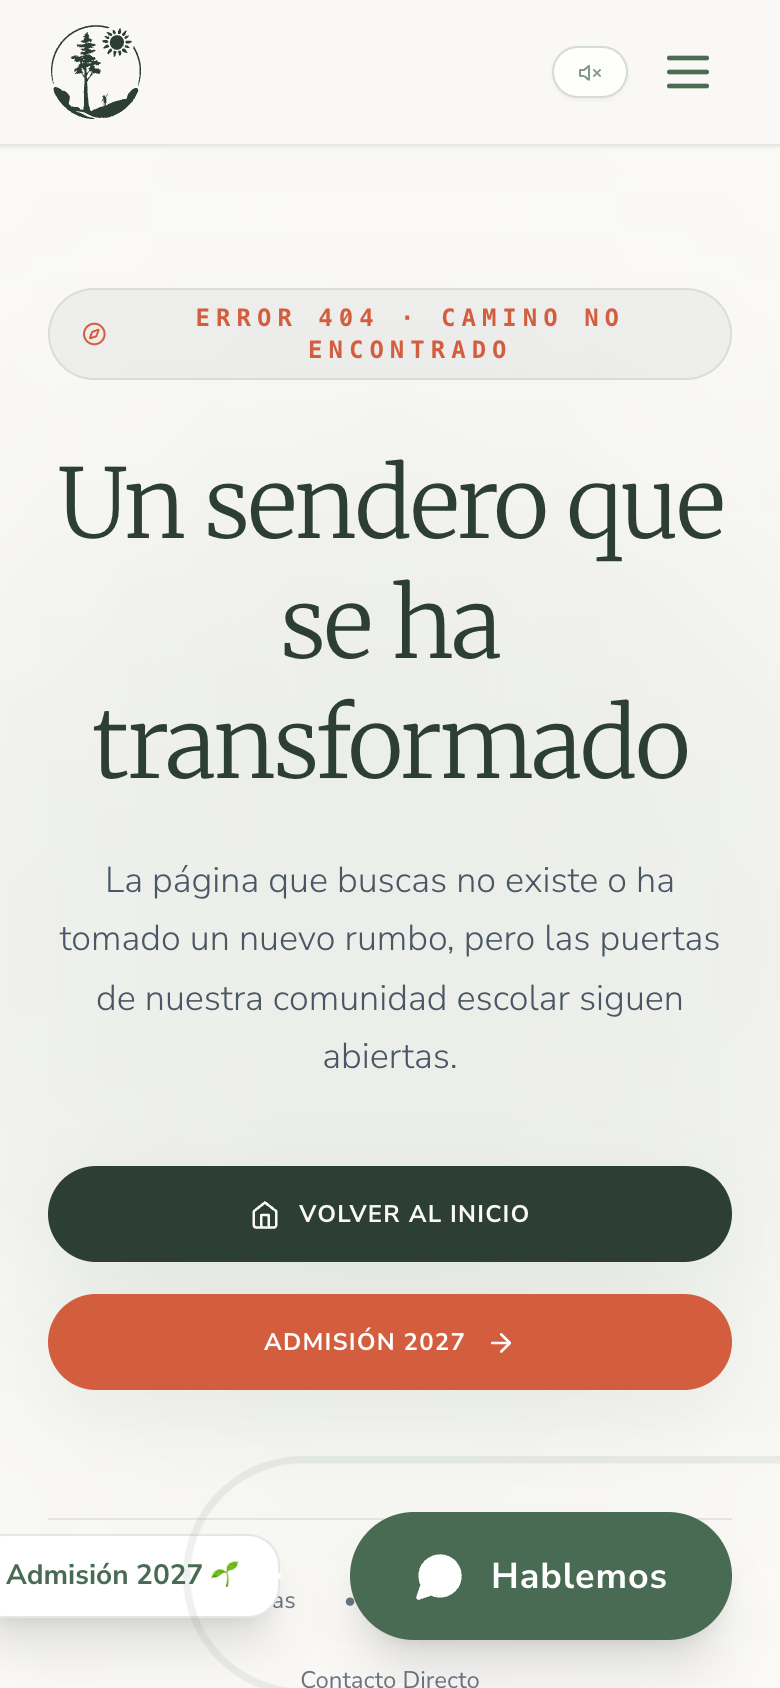 ERROR 404 · CAMINO NO
ENCONTRADO
Un sendero que
se ha
transformado
La página que buscas no existe o ha
tomado un nuevo rumbo, pero las puertas
de nuestra comunidad escolar siguen
abiertas.
VOLVER AL INICIO
ADMISIÓN 2027
Admisión 2027 🌱
Hablemos
Contacto Directo